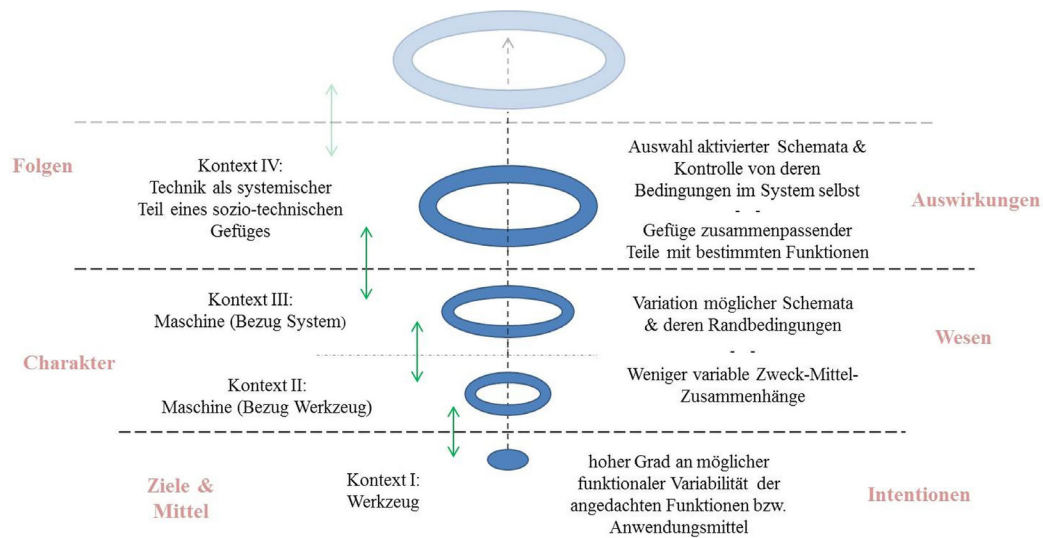 Folgen
Kontext IV:
Technik als systemischer
Teil eines sozio-technischen
Gefüges
Auswahl aktivierter Schemata &
Kontrolle von deren
Bedingungen im System selbst
- -
Gefüge zusammenpassender
Teile mit bestimmten Funktionen
Auswirkungen
Charakter
Kontext III:
Maschine (Bezug System)
Variation möglicher Schemata
& deren Randbedingungen
- -
Wesen
Kontext II:
Maschine (Bezug Werkzeug)
Weniger variable Zweck-Mittel-
Zusammenhänge
Ziele &
Mittel
Kontext I:
Werkzeug
hoher Grad an möglicher
funktionaler Variabilität der
angedachten Funktionen bzw.
Anwendungsmittel
Intentionen